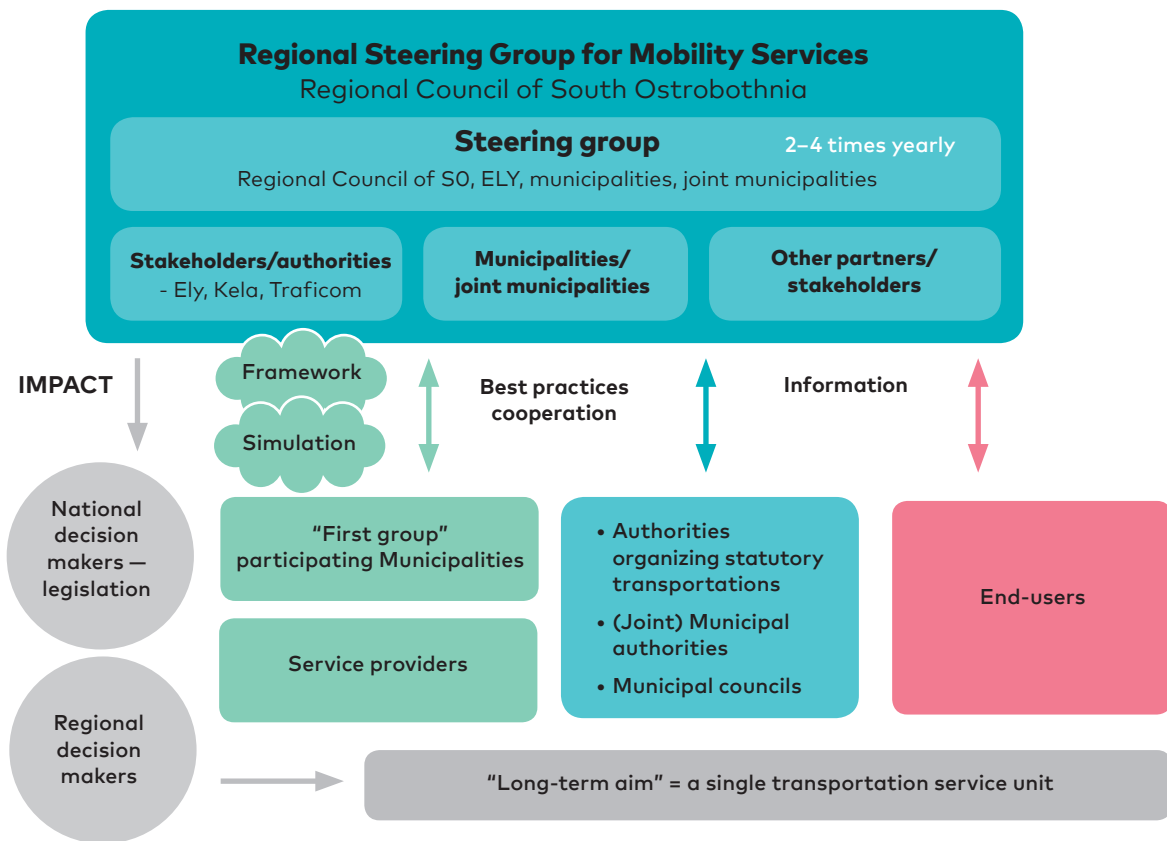 Regional Steering Group for Mobility Services
Regional Council of South Ostrobothnia
Steering group
2–4 times yearly
Regional Council of SO, ELY, municipalities, joint municipalities
Stakeholders/authorities
- Ely, Kela, Traficom
Municipalities/
joint municipalities
Other partners/
stakeholders
IMPACT
Framework
Simulation
Best practices
cooperation
Information
National
decision
makers —
legislation
Regional
decision
makers
“First group”
participating Municipalities
Service providers
• Authorities
organizing statutory
transportations
• (Joint) Municipal
authorities
• Municipal councils
End-users
“Long-term aim” = a single transportation service unit